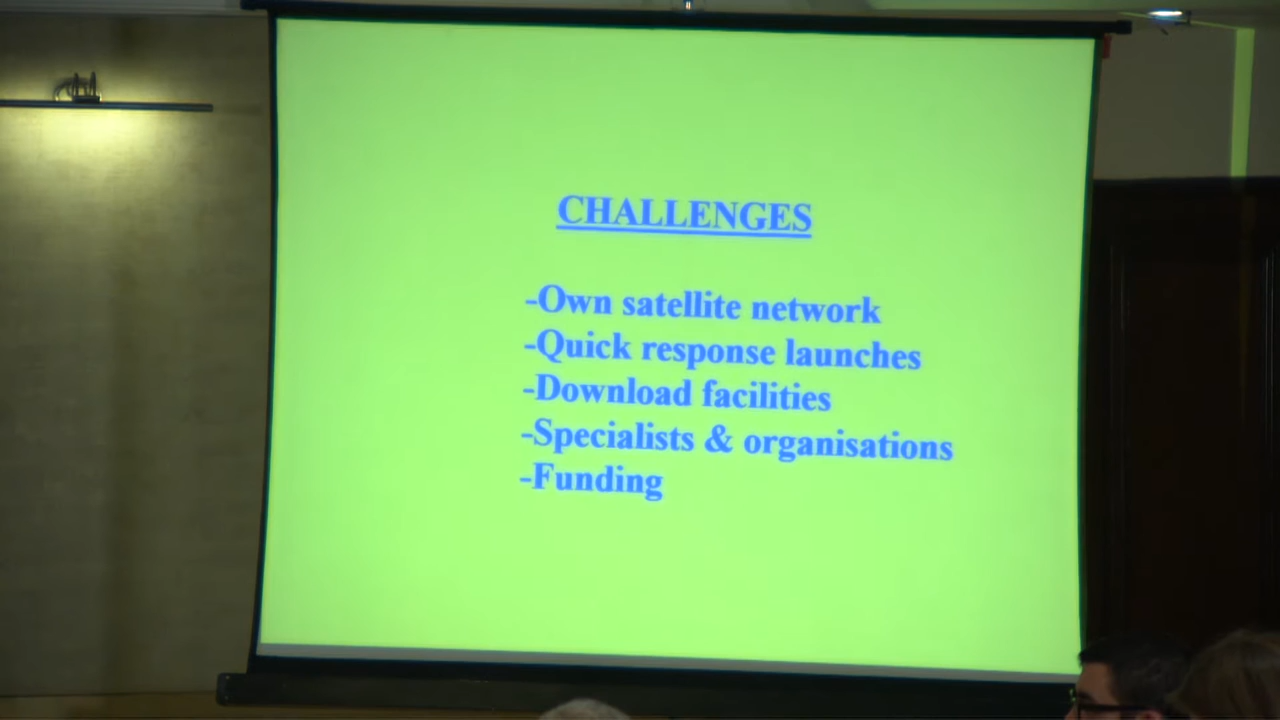 CHALLENGES
-Own satellite network
-Quick response launches
-Download facilities
-Specialists & organisations
-Funding